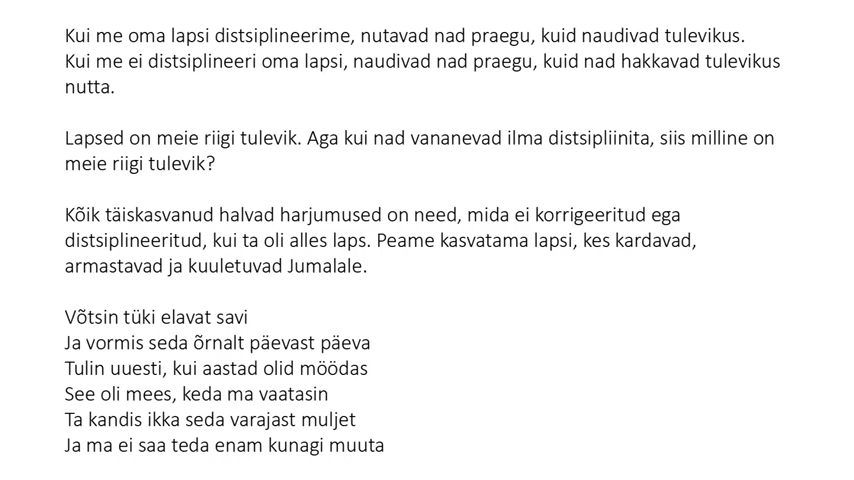 Kui me oma lapsi distsiplineerime, nutavad nad praegu, kuid naudivad tulevikus.
Kui me ei distsiplineeri oma lapsi, naudivad nad praegu, kuid nad hakkavad tulevikus
nutta.
Lapsed on meie riigi tulevik. Aga kui nad vananevad ilma distsipliinita, siis milline on
meie riigi tulevik?
Kõik täiskasvanud halvad harjumused on need, mida ei korrigeeritud ega
distsiplineeritud, kui ta oli alles laps. Peame kasvatama lapsi, kes kardavad,
armastavad ja kuuletuvad Jumalale.
Võtsin tüki elavat savi
Ja vormis seda õrnalt päevast päeva
Tulin uuesti, kui aastad olid möödas
See oli mees, keda ma vaatasin
Ta kandis ikka seda varajast muljet
Ja ma ei saa teda enam kunagi muuta